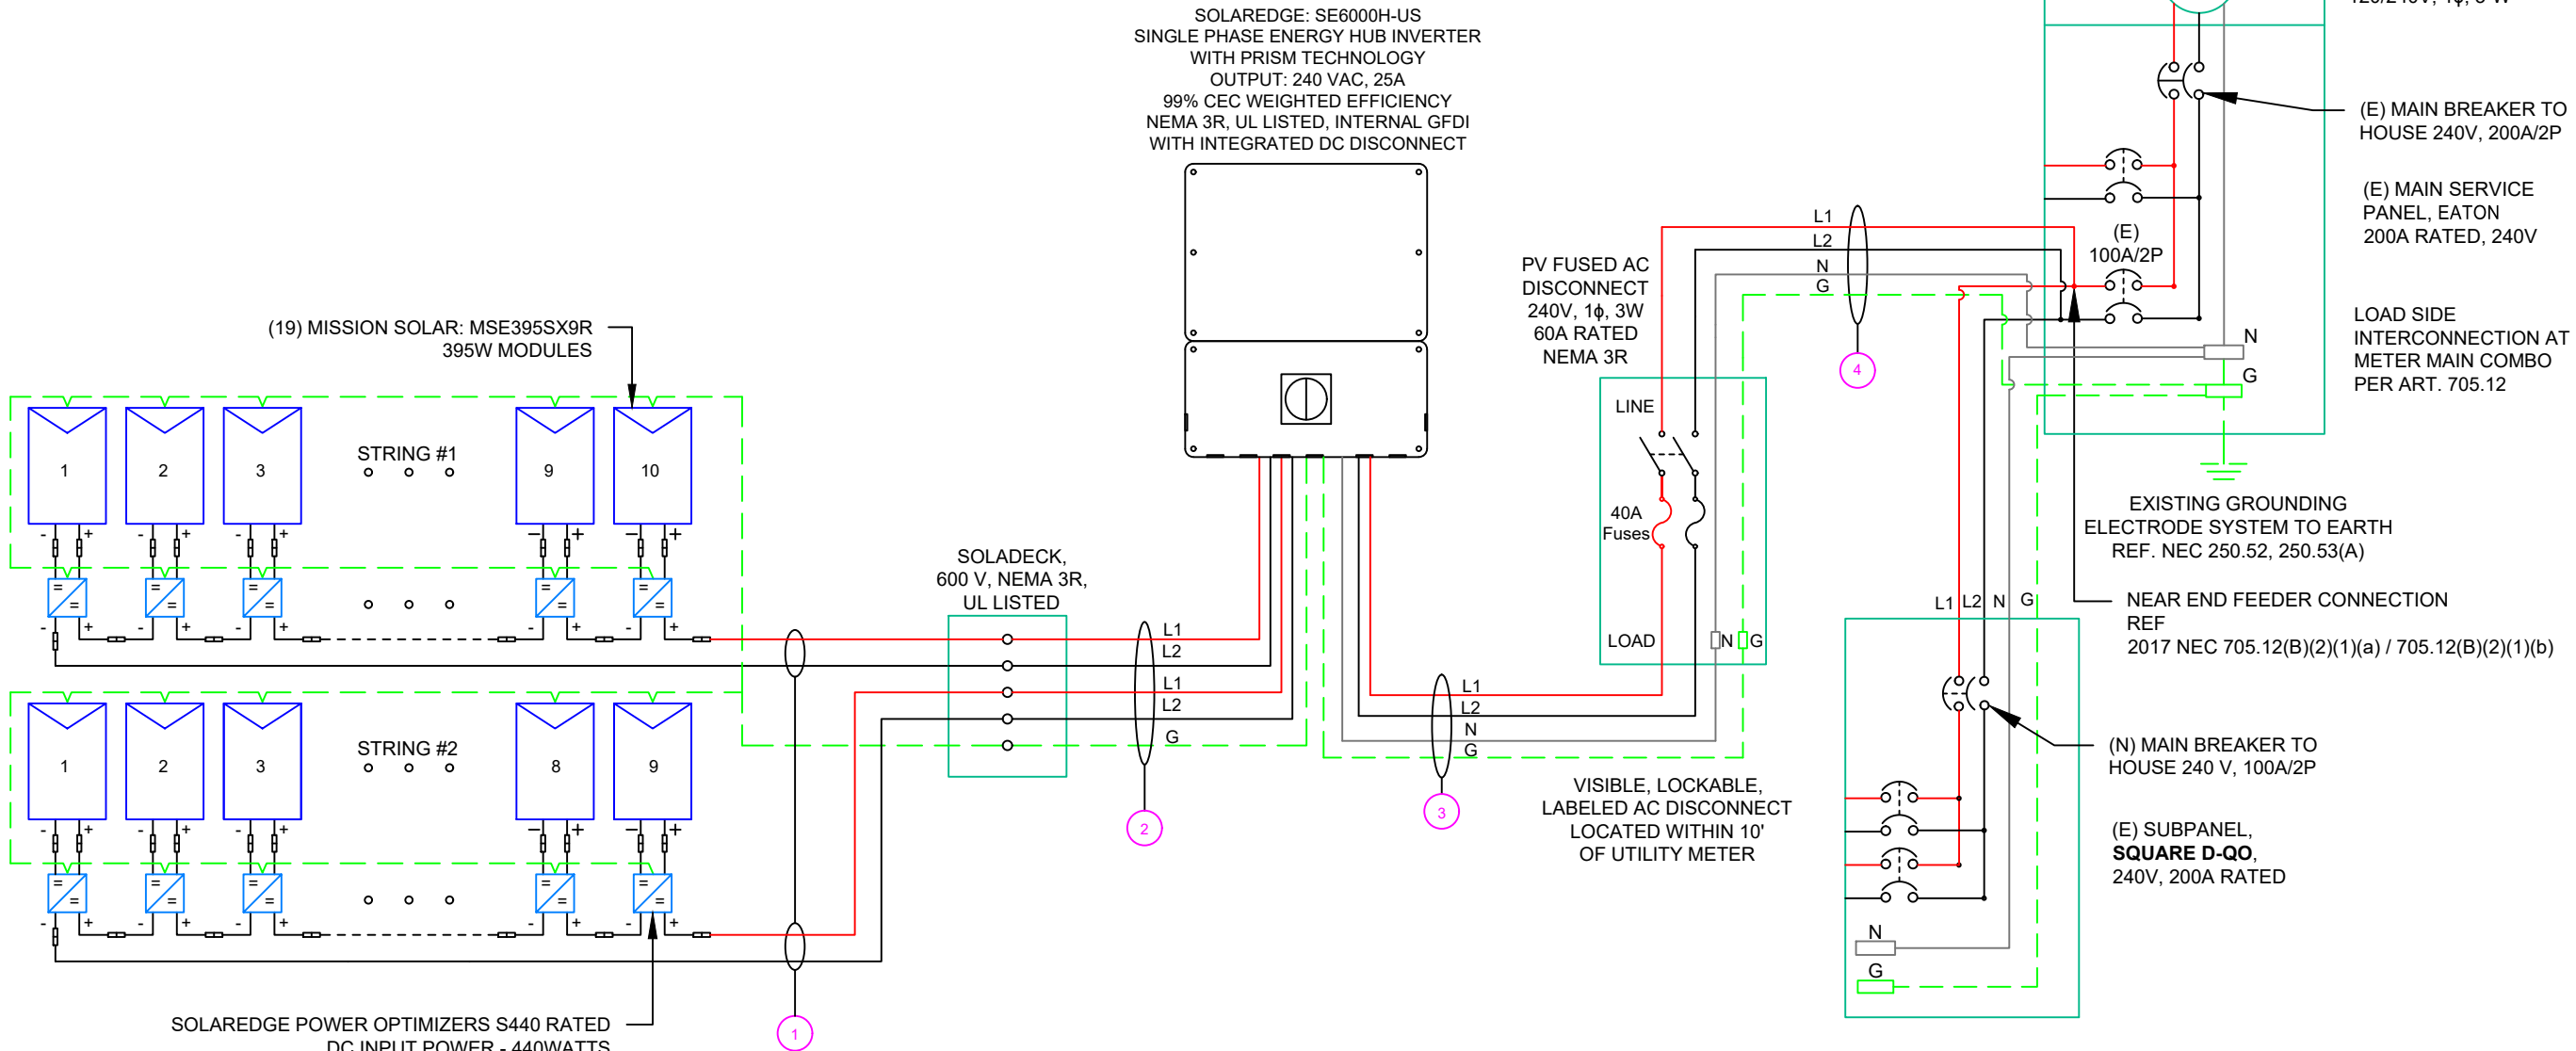 SOLAREDGE: SE6000H-US
SINGLE PHASE ENERGY HUB INVERTER
WITH PRISM TECHNOLOGY
OUTPUT: 240 VAC, 25A
99% CEC WEIGHTED EFFICIENCY
NEMA 3R, UL LISTED, INTERNAL GFDI
WITH INTEGRATED DC DISCONNECT
(19) MISSION SOLAR: MSE395SX9R
395W MODULES
STRING #1
1
2
3
9
10
- +
- +
- +
- +
- +
= =
= =
= =
= =
= =
- +
- +
- +
- +
- +
STRING #2
1
2
3
8
9
- +
- +
- +
- +
- +
= =
= =
= =
= =
= =
- +
- +
- +
- +
- +
SOLAREDGE POWER OPTIMIZERS S440 RATED
DC INPUT POWER - 440WATTS
1
SOLADECK,
600 V, NEMA 3R,
UL LISTED
L1
L2
L1
L2
G
2
L1
L2
N
G
3
PV FUSED AC
DISCONNECT
240V, 1ϕ, 3W
60A RATED
NEMA 3R
LINE
40A
Fuses
LOAD
N
G
VISIBLE, LOCKABLE,
LABELED AC DISCONNECT
LOCATED WITHIN 10'
OF UTILITY METER
L1
L2
N
G
4
(E)
100A/2P
N
G
(E) MAIN BREAKER TO
HOUSE 240V, 200A/2P
(E) MAIN SERVICE
PANEL, EATON
200A RATED, 240V
LOAD SIDE
INTERCONNECTION AT
METER MAIN COMBO
PER ART. 705.12
EXISTING GROUNDING
ELECTRODE SYSTEM TO EARTH
REF. NEC 250.52, 250.53(A)
NEAR END FEEDER CONNECTION
REF
2017 NEC 705.12(B)(2)(1)(a) / 705.12(B)(2)(1)(b)
L1
L2
N
G
(N) MAIN BREAKER TO
HOUSE 240 V, 100A/2P
(E) SUBPANEL,
SQUARE D-QO,
240V, 200A RATED
N
G